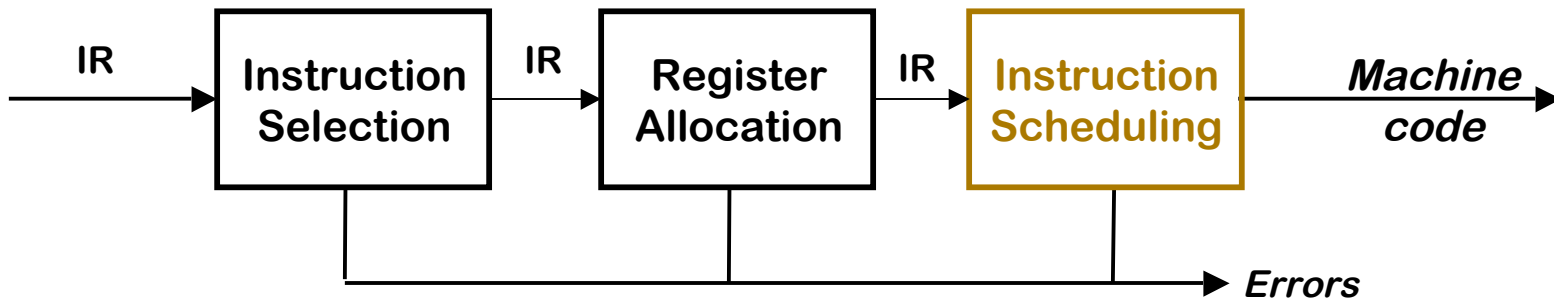 IR
Instruction
Selection
IR
Register
Allocation
IR
Instruction
Scheduling
Machine
code
Errors